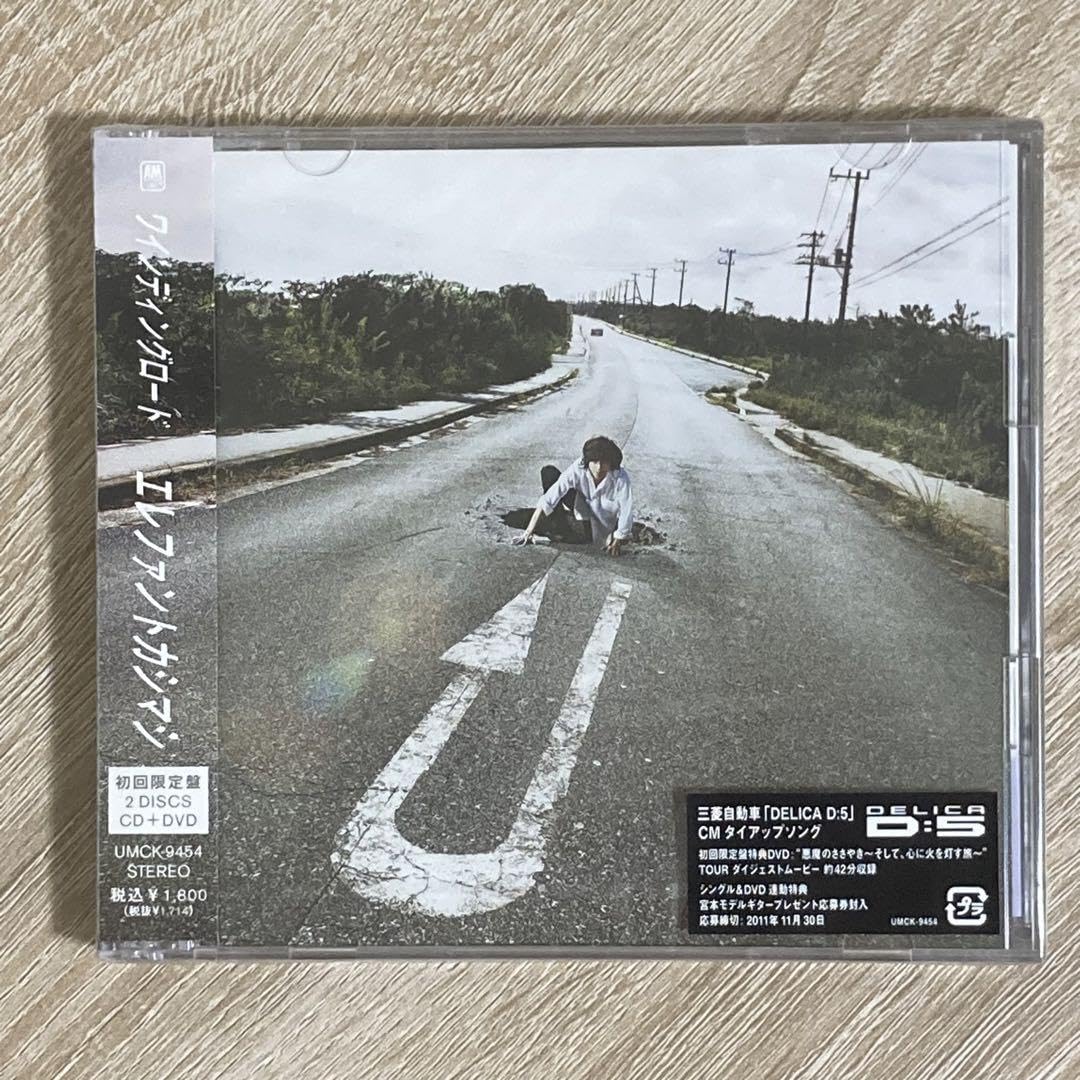 AM
ワインディングロード エレファントカシマシ
初回限定盤
2 DISCS
CD+DVD
UMCK-9454
STEREO
税込¥1,800
(税抜¥1,714)
三菱自動車「DELICA D:5」
CM タイアップソング
DELICA
D:5
初回限定盤特典DVD:“悪魔のささやき～そして、心に火を灯す旅～”
TOUR ダイジェストムービー 約42分収録
シングル&DVD 連動特典
宮本モデルギタープレゼント応募券封入
応募締切:2011年11月30日
プラ
UMCK-9454